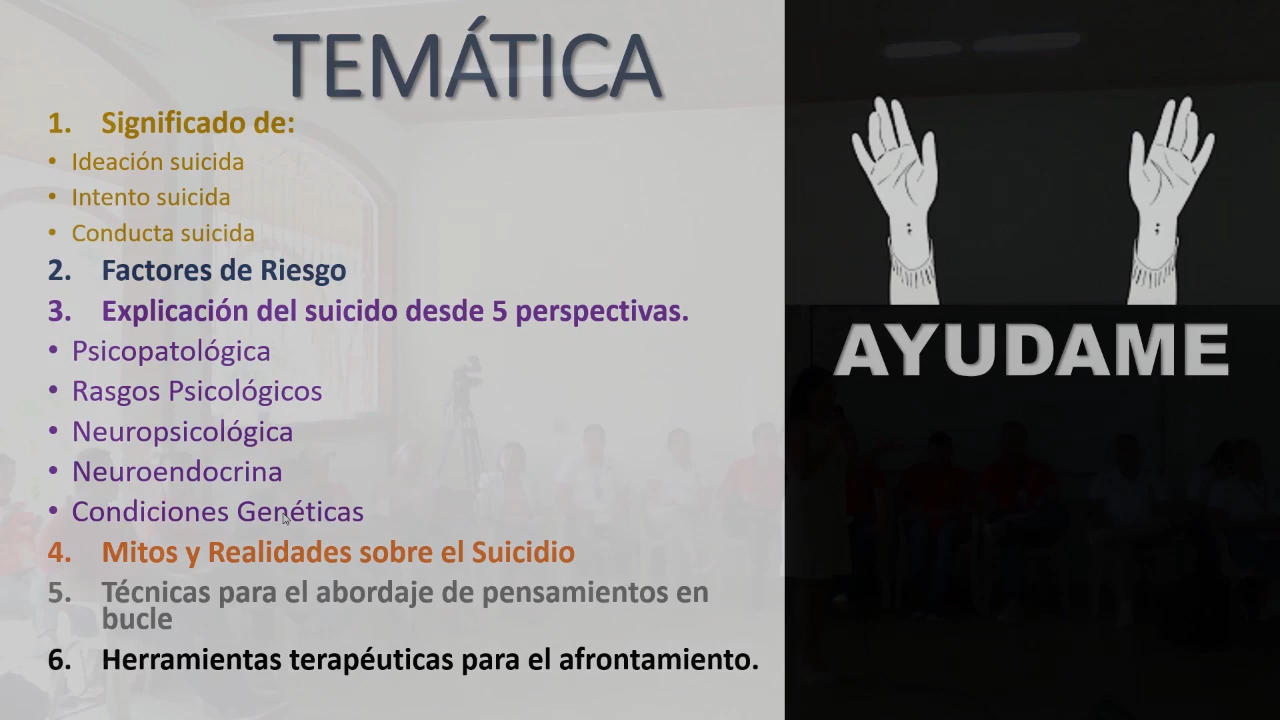 TEMÁTICA
1. Significado de:
• Ideación suicida
• Intento suicida
• Conducta suicida
2. Factores de Riesgo
3. Explicación del suicido desde 5 perspectivas.
• Psicopatológica
• Rasgos Psicológicos
• Neuropsicológica
• Neuroendocrina
• Condiciones Genéticas
4. Mitos y Realidades sobre el Suicidio
5. Técnicas para el abordaje de pensamientos en
bucle
6. Herramientas terapéuticas para el afrontamiento.
AYUDAME